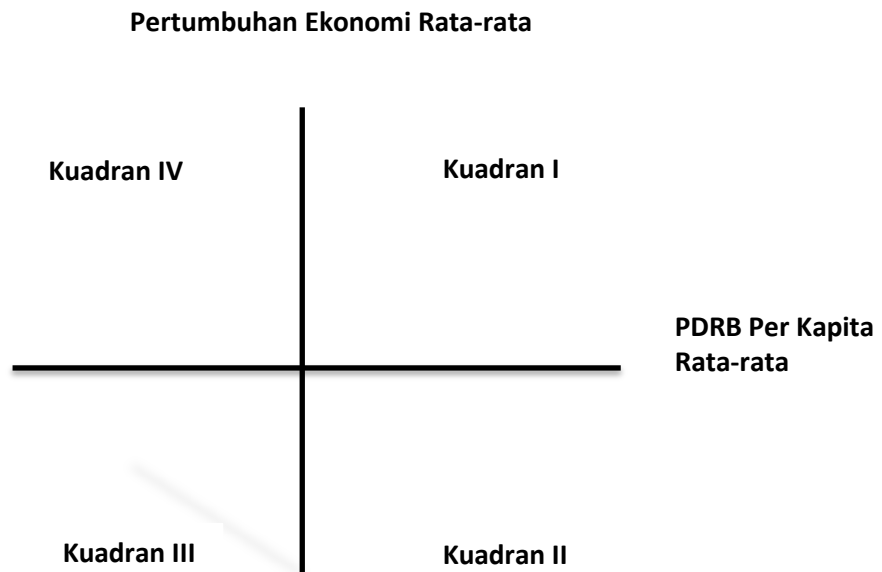 Pertumbuhan Ekonomi Rata-rata
Kuadran IV
Kuadran I
PDRB Per Kapita
Rata-rata
Kuadran III
Kuadran II